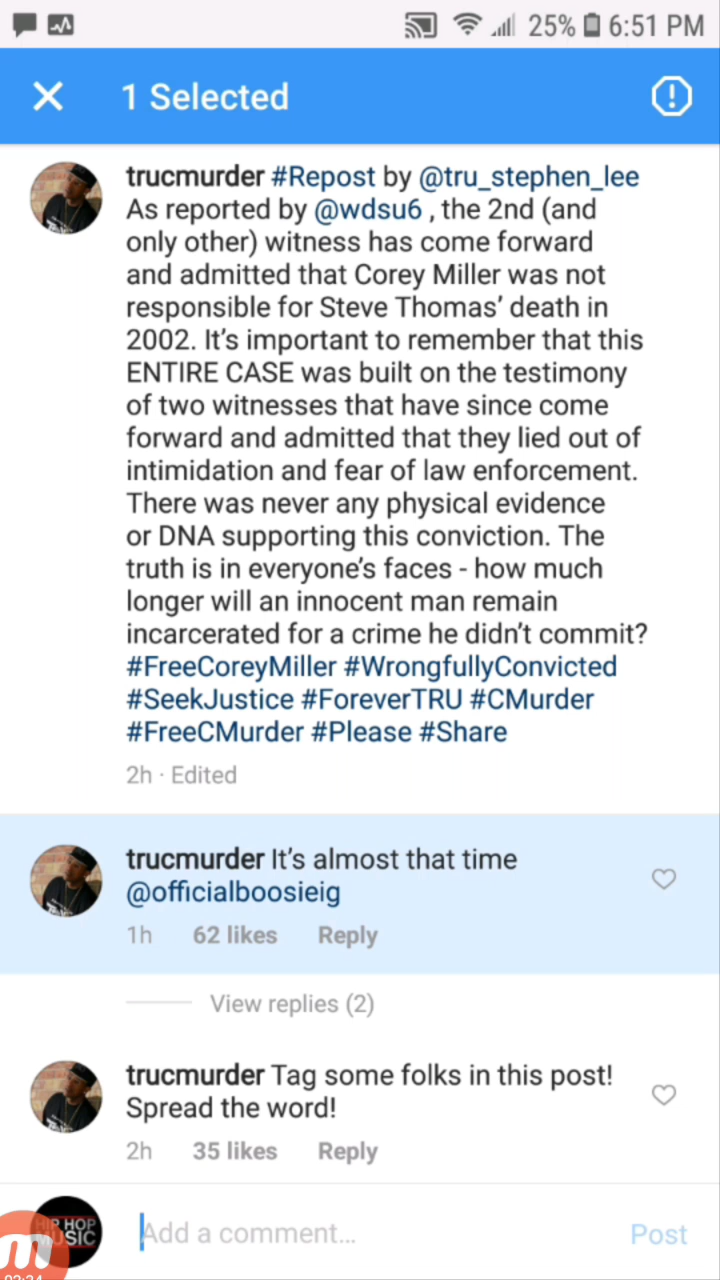 25% 6:51 PM
1 Selected
trucmurder #Repost by @tru_stephen_lee
As reported by @wdsu6 , the 2nd (and
only other) witness has come forward
and admitted that Corey Miller was not
responsible for Steve Thomas’ death in
2002. It’s important to remember that this
ENTIRE CASE was built on the testimony
of two witnesses that have since come
forward and admitted that they lied out of
intimidation and fear of law enforcement.
There was never any physical evidence
or DNA supporting this conviction. The
truth is in everyone’s faces - how much
longer will an innocent man remain
incarcerated for a crime he didn’t commit?
#FreeCoreyMiller #WrongfullyConvicted
#SeekJustice #ForeverTRU #CMurder
#FreeCMurder #Please #Share
2h · Edited
trucmurder It’s almost that time
@officialboosieig
1h 62 likes Reply
View replies (2)
trucmurder Tag some folks in this post!
Spread the word!
2h 35 likes Reply
HIP HOP
MUSIC
Add a comment...
Post